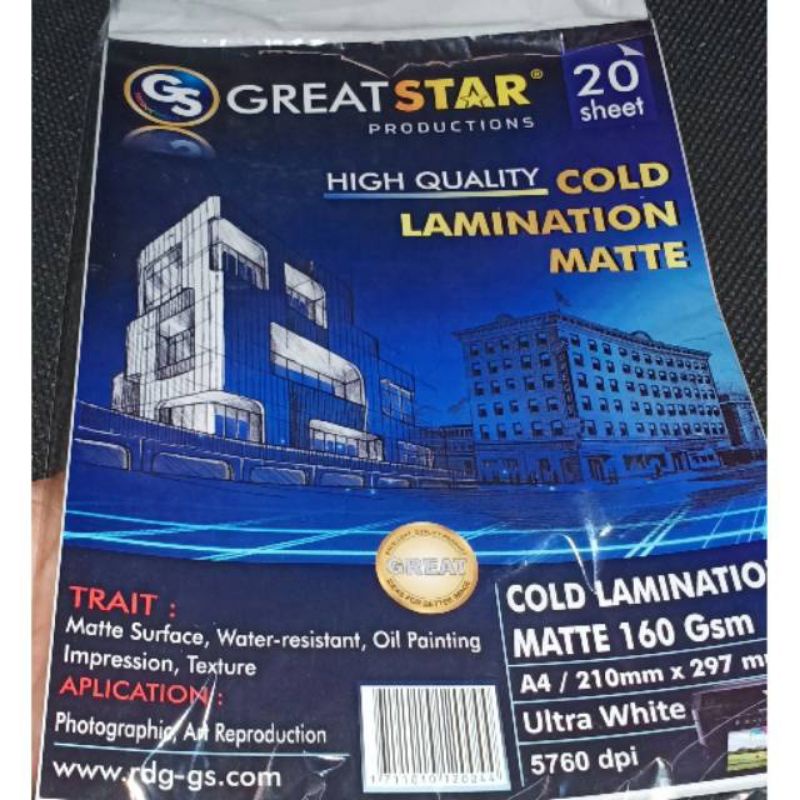 GS
GREATSTAR®
PRODUCTIONS
20
sheet
HIGH QUALITY COLD
LAMINATION
MATTE
GREAT
TRAIT :
Matte Surface, Water-resistant, Oil Painting
Impression, Texture
APLICATION :
Photographic, Art Reproduction
www.rdg-gs.com
COLD LAMINATIO
MATTE 160 Gsm
A4 / 210mm x 297 m
Ultra White
5760 dpi